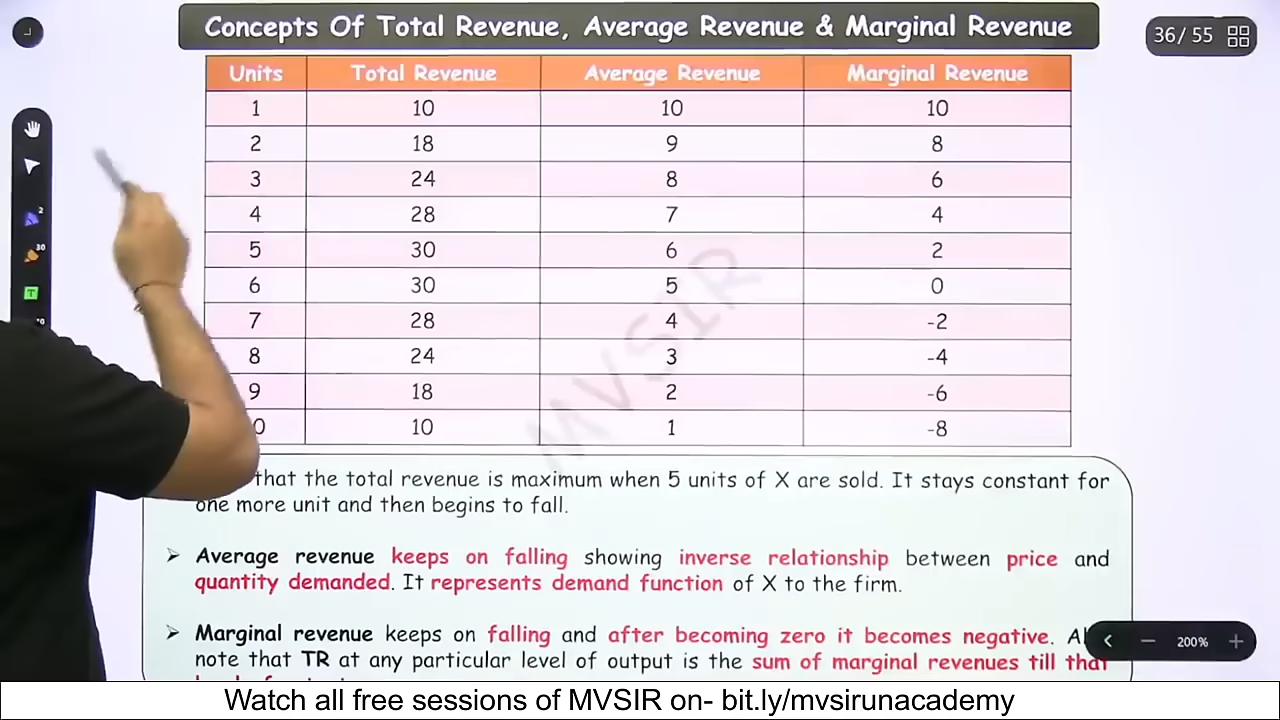 Concepts Of Total Revenue, Average Revenue & Marginal Revenue
36/ 55
Units Total Revenue Average Revenue Marginal Revenue
1 10 10 10
2 18 9 8
3 24 8 6
4 28 7 4
5 30 6 2
6 30 5 0
7 28 4 -2
8 24 3 -4
9 18 2 -6
0 10 1 -8
2
30
T
MVSIR
that the total revenue is maximum when 5 units of X are sold. It stays constant for
one more unit and then begins to fall.
➤ Average revenue keeps on falling showing inverse relationship between price and
quantity demanded. It represents demand function of X to the firm.
➤ Marginal revenue keeps on falling and after becoming zero it becomes negative.
note that TR at any particular level of output is the sum of marginal revenues till that
200%
Watch all free sessions of MVSIR on- bit.ly/mvsirunacademy